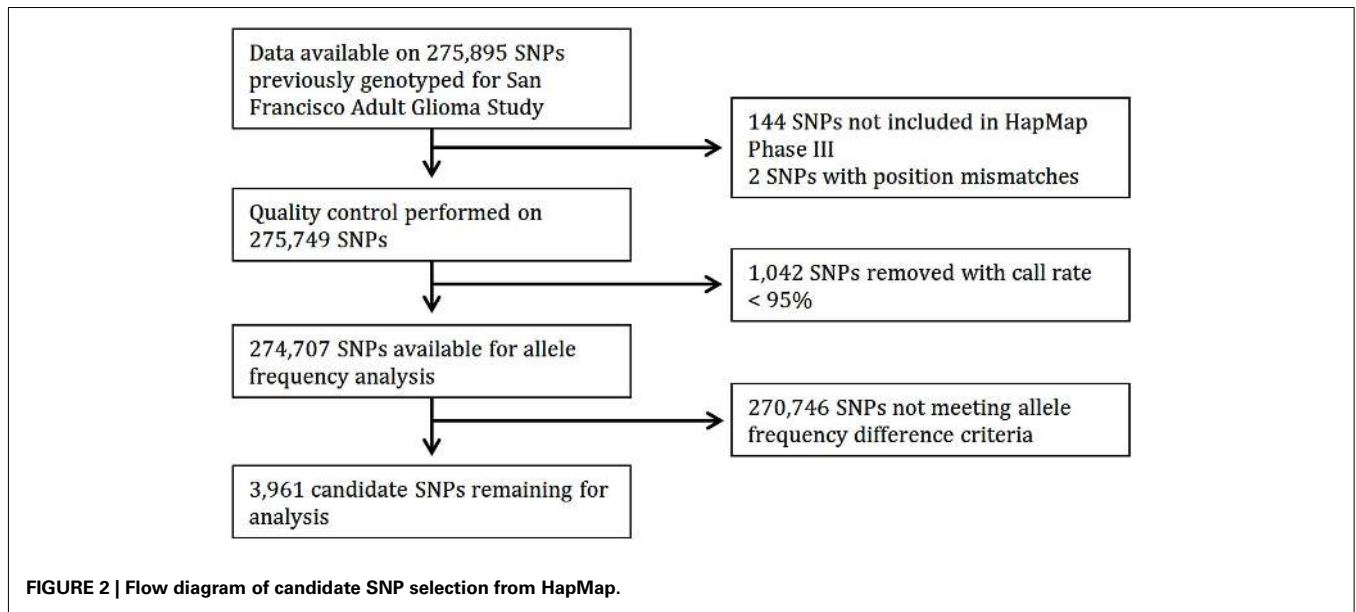 Data available on 275,895 SNPs
previously genotyped for San
Francisco Adult Glioma Study
144 SNPs not included in HapMap
Phase III
2 SNPs with position mismatches
Quality control performed on
275,749 SNPs
1,042 SNPs removed with call rate
< 95%
274,707 SNPs available for allele
frequency analysis
270,746 SNPs not meeting allele
frequency difference criteria
3,961 candidate SNPs remaining for
analysis
FIGURE 2 | Flow diagram of candidate SNP selection from HapMap.